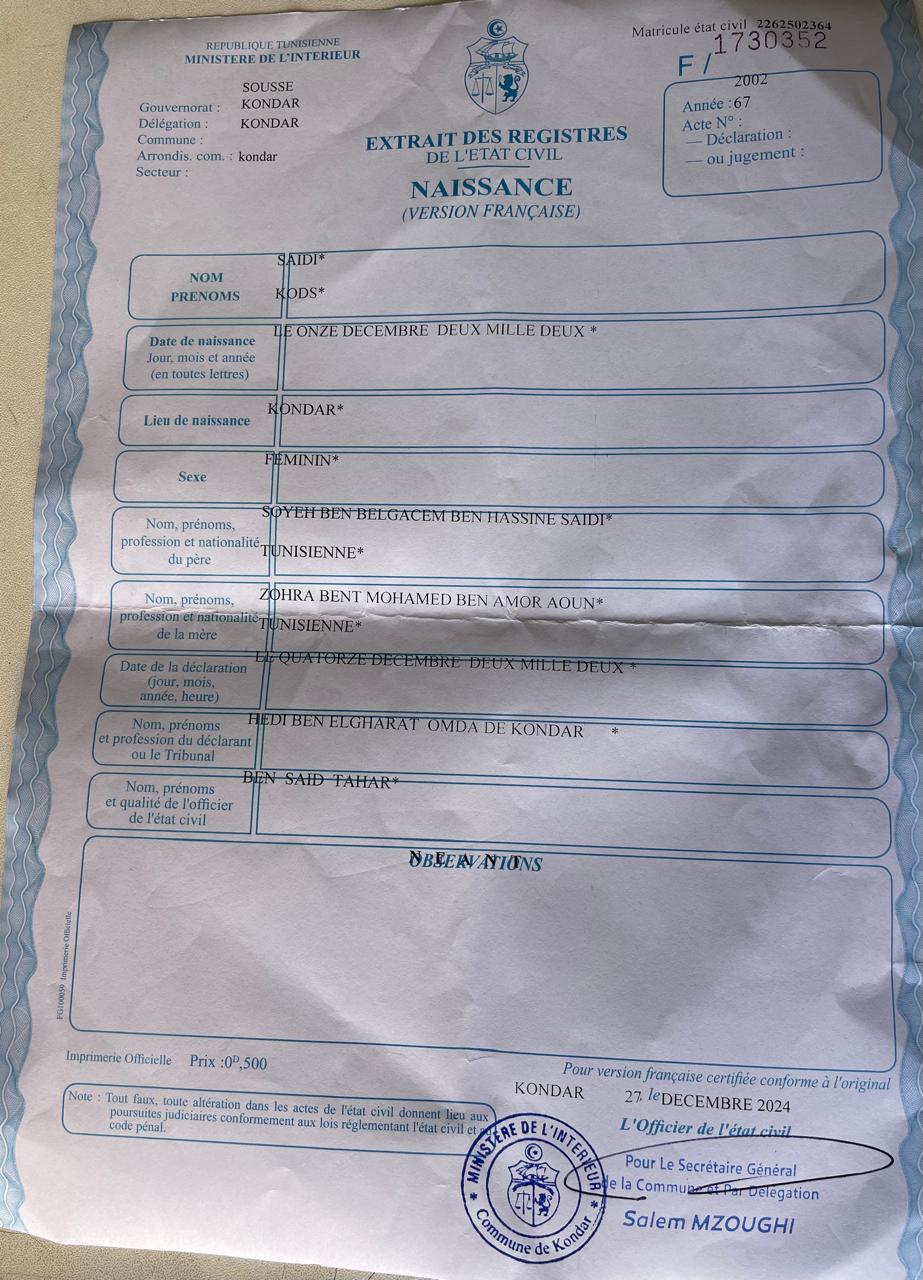 Matricule état civil 2262502364
F/ 1730352
REPUBLIQUE TUNISIENNE
MINISTERE DE L'INTERIEUR
SOUSSE
Gouvernorat : KONDAR
Délégation : KONDAR
Commune :
Arrondis. com. : kondar
Secteur :
EXTRAIT DES REGISTRES
DE L'ETAT CIVIL
NAISSANCE
(VERSION FRANÇAISE)
2002
Année : 67
Acte N° :
— Déclaration :
— ou jugement :
NOM
PRENOMS
SAIDI*
KODS*
Date de naissance
Jour, mois et année
(en toutes lettres)
LE ONZE DECEMBRE DEUX MILLE DEUX *
Lieu de naissance
KONDAR*
Sexe
FEMININ*
Nom, prénoms,
profession et nationalité
du père
SOYEH BEN BELGACEM BEN HASSINE SAIDI*
TUNISIENNE*
Nom, prénoms,
profession et nationalité
de la mère
ZOHRA BENT MOHAMED BEN AMOR AOUN*
TUNISIENNE*
Date de la déclaration
(jour, mois,
année, heure)
LE QUATORZE DECEMBRE DEUX MILLE DEUX *
Nom, prénoms
et profession du déclarant
ou le Tribunal
HEDI BEN ELGHARAT OMDA DE KONDAR *
Nom, prénoms
et qualité de l'officier
de l'état civil
BEN SAID TAHAR*
OBSERVATIONS
N E A N T
FG100059 Imprimerie Officielle
Imprimerie Officielle Prix :0ᴰ,500
Note : Tout faux, toute altération dans les actes de l'état civil donnent lieu aux
poursuites judiciaires conformement aux lois réglementant l'état civil et
code pénal.
Pour version française certifiée conforme à l'original
KONDAR 27, le DECEMBRE 2024
L'Officier de l'état civil
Pour Le Secrétaire Général
de la Commune et Par Délégation
Salem MZOUGHI
* MINISTÈRE DE L'INTERIEUR *
Commune de Kondar